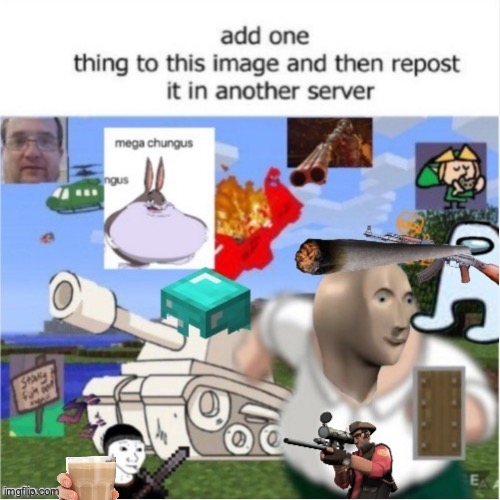 add one
thing to this image and then repost
it in another server
mega chungus
ngus
imgflip.com